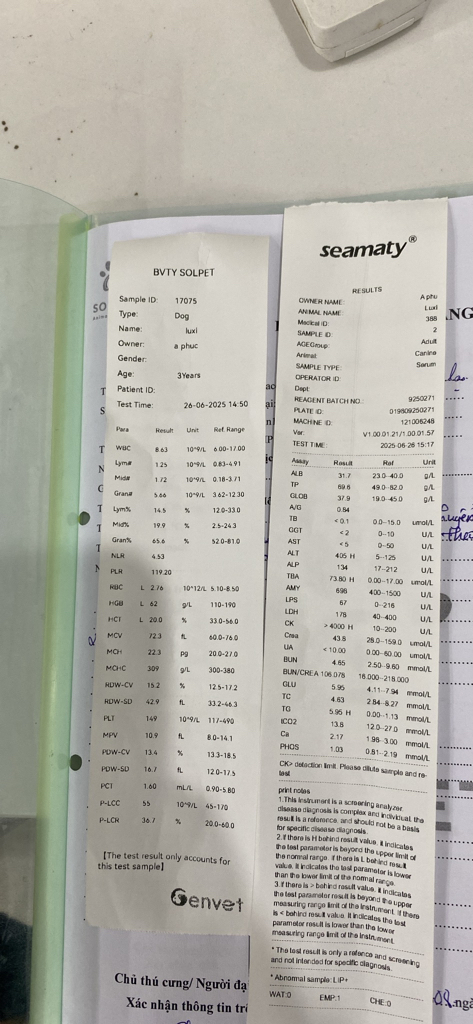 BVTY SOLPET
Sample ID: 17075
Type: Dog
Name: luxi
Owner: a phuc
Gender:
Age: 3Years
Patient ID:
Test Time: 26-06-2025 14:50
Para Result Unit Ref. Range
WBC 8.63 10^9/L 6.00-17.00
Lym# 1.25 10^9/L 0.83-4.91
Mid# 1.72 10^9/L 0.18-3.71
Gran# 5.66 10^9/L 3.62-12.30
Lym% 14.5 % 12.0-33.0
Mid% 19.9 % 2.5-24.3
Gran% 65.6 % 52.0-81.0
NLR 4.53
PLR 119.20
RBC L 2.76 10^12/L 5.10-8.50
HGB L 62 g/L 110-190
HCT L 20.0 % 33.0-56.0
MCV 72.3 fL 60.0-76.0
MCH 22.3 pg 20.0-27.0
MCHC 309 g/L 300-380
RDW-CV 15.2 % 12.5-17.2
RDW-SD 42.9 fL 33.2-46.3
PLT 149 10^9/L 117-490
MPV 10.9 fL 8.0-14.1
PDW-CV 13.4 % 13.3-18.5
PDW-SD 16.7 fL 12.0-17.5
PCT 1.60 mL/L 0.90-5.80
P-LCC 55 10^9/L 45-170
P-LCR 36.7 % 20.0-60.0
[The test result only accounts for
this test sample]
Genvet
seamaty®
RESULTS
OWNER NAME: A phu
ANIMAL NAME: Luxi
Medical ID: 388
SAMPLE ID: 2
AGEGroup: Adult
Animal: Canine
SAMPLE TYPE: Serum
OPERATOR ID:
Dept:
REAGENT BATCH NO.: 9250271
PLATE ID: 019809250271
MACHINE ID: 121006248
Ver: V1.00.01.21/1.00.01.57
TEST TIME: 2025-06-26 15:17
Assay Result Ref Unit
ALB 31.7 23.0-40.0 g/L
TP 69.6 49.0-82.0 g/L
GLOB 37.9 19.0-45.0 g/L
A/G 0.84
TB <0.1 0.0-15.0 umol/L
GGT <2 0-10 U/L
AST <5 0-50 U/L
ALT 405 H 5-125 U/L
ALP 134 17-212 U/L
TBA 73.80 H 0.00-17.00 umol/L
AMY 698 400-1500 U/L
LPS 67 0-216 U/L
LDH 178 40-400 U/L
CK >4000 H 10-200 U/L
Crea 43.8 28.0-159.0 umol/L
UA <10.00 0.00-60.00 umol/L
BUN 4.65 2.50-9.60 mmol/L
BUN/CREA 106.078 16.000-218.000
GLU 5.95 4.11-7.94 mmol/L
TC 4.63 2.84-8.27 mmol/L
TG 5.95 H 0.00-1.13 mmol/L
tCO2 13.8 12.0-27.0 mmol/L
Ca 2.17 1.98-3.00 mmol/L
PHOS 1.03 0.81-2.19 mmol/L
CK> detection limit. Please dilute sample and re-
test
print notes
1.This instrument is a screening analyzer.
disease diagnosis is complex and individual, the
result is a reference, and should not be a basis
for specific disease diagnosis.
2.if there is H behind result value, it indicates
the test parameter is beyond the upper limit of
the normal range. if there is L behind result
value, it indicates the test parameter is lower
than the lower limit of the normal range.
3.if there is > behind result value, it indicates
the test parameter result is beyond the upper
measuring range limit of the instrument. if there
is < behind result value, it indicates the test
parameter result is lower than the lower
measuring range limit of the instrument.
* The test result is only a refence and screening
and not intended for specific diagnosis.
* Abnormal sample: LIP+
WAT:0 EMP:1 CHE:0
Chủ thú cưng/ Người đạ
Xác nhận thông tin tr